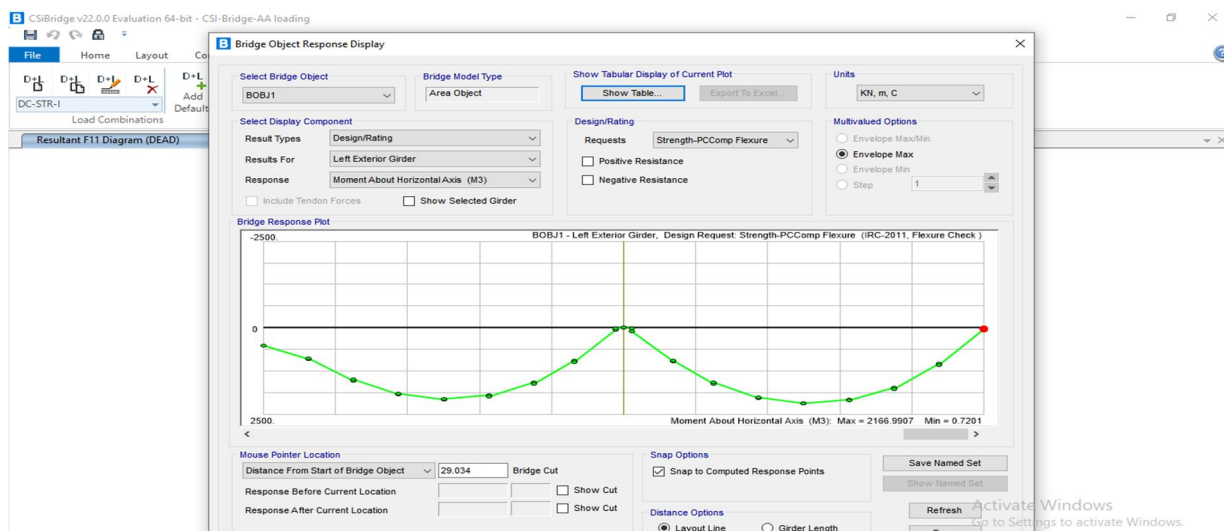 CSiBridge v22.0.0 Evaluation 64-bit - CSI-Bridge-AA loading
File Home Layout Co
D+L D+L D+L D+L D+L
Add
Default
DC-STR-I
Load Combinations
Resultant F11 Diagram (DEAD)
Bridge Object Response Display
Select Bridge Object
BOBJ1
Bridge Model Type
Area Object
Show Tabular Display of Current Plot
Show Table...
Export To Excel...
Units
KN, m, C
Select Display Component
Result Types Design/Rating
Results For Left Exterior Girder
Response Moment About Horizontal Axis (M3)
Include Tendon Forces Show Selected Girder
Design/Rating
Requests Strength-PCComp Flexure
Positive Resistance
Negative Resistance
Multivalued Options
Envelope Max/Min
Envelope Max
Envelope Min
Step 1
Bridge Response Plot
-2500. BOBJ1 - Left Exterior Girder, Design Request: Strength-PCComp Flexure (IRC-2011, Flexure Check )
0
2500. Moment About Horizontal Axis (M3): Max = 2166.9907 Min = 0.7201
Mouse Pointer Location
Distance From Start of Bridge Object 29.034 Bridge Cut
Response Before Current Location Show Cut
Response After Current Location Show Cut
Snap Options
Snap to Computed Response Points
Distance Options
Layout Line Girder Length
Save Named Set
Show Named Set
Refresh
Activate Windows
Go to Settings to activate Windows.